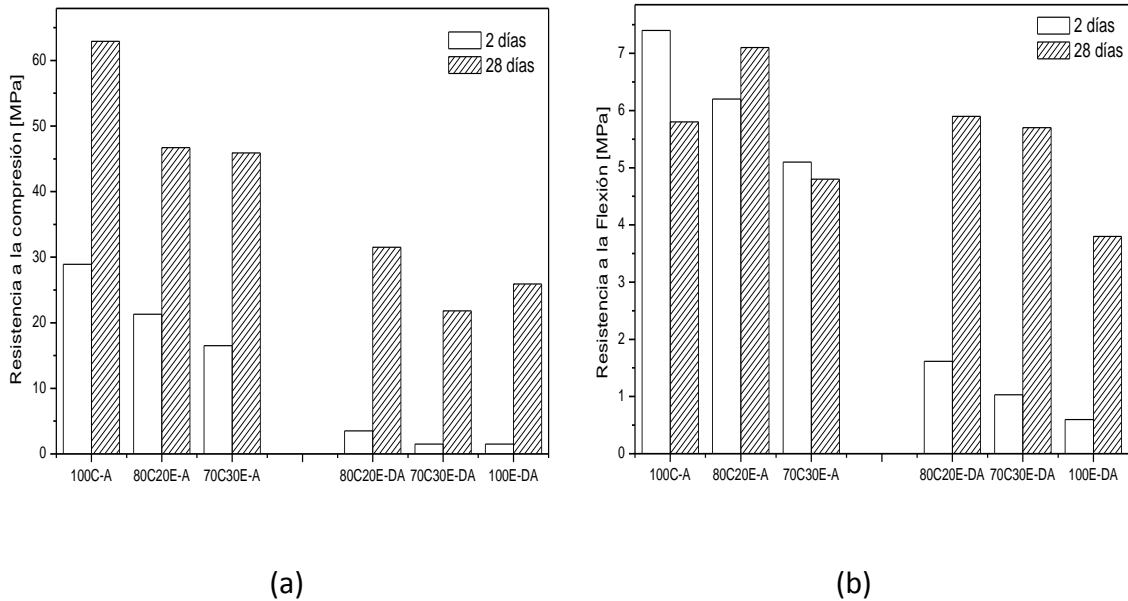 Resistencia a la compresión [MPa]
60
50
40
30
20
10
0
2 días
28 días
100C-A 80C20E-A 70C30E-A 80C20E-DA 70C30E-DA 100E-DA
(a)
Resistencia a la Flexión [MPa]
7
6
5
4
3
2
1
0
2 días
28 días
100C-A 80C20E-A 70C30E-A 80C20E-DA 70C30E-DA 100E-DA
(b)